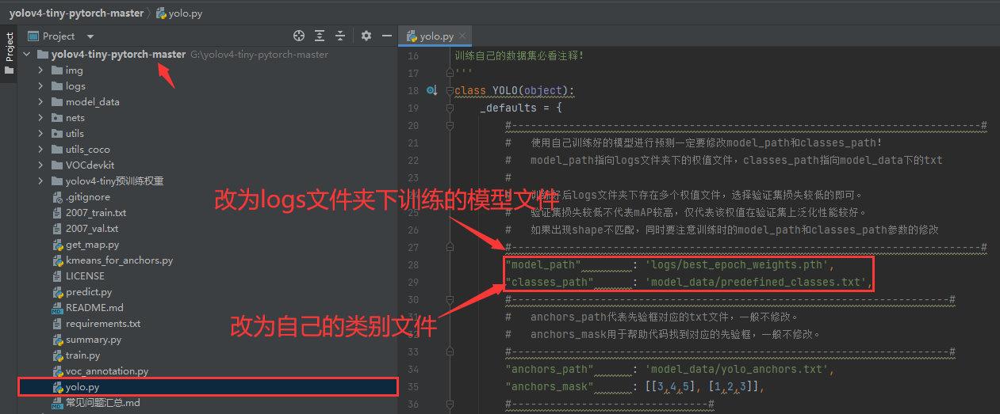 yolov4-tiny-pytorch-master 〉 yolo.py
Project
Project
yolo.py
yolov4-tiny-pytorch-master G:\yolov4-tiny-pytorch-master
img
logs
model_data
nets
utils
utils_coco
VOCdevkit
yolov4-tiny预训练权重
.gitignore
2007_train.txt
2007_val.txt
get_map.py
kmeans_for_anchors.py
LICENSE
predict.py
README.md
requirements.txt
summary.py
train.py
voc_annotation.py
yolo.py
常见问题汇总.md
16 训练自己的数据集必看注释!
17 '''
18 class YOLO(object):
19 _defaults = {
20 #---------------------------------------------------------------------------#
21 # 使用自己训练好的模型进行预测一定要修改model_path和classes_path!
22 # model_path指向logs文件夹下的权值文件,classes_path指向model_data下的txt
23 #
训练好后logs文件夹下存在多个权值文件,选择验证集损失较低的即可。
改为logs文件夹下训练的模型文件
25 # 验证集损失较低不代表mAP较高,仅代表该权值在验证集上泛化性能较好。
26 # 如果出现shape不匹配,同时要注意训练时的model_path和classes_path参数的修改
27 #---------------------------------------------------------------------------#
28 "model_path" : 'logs/best_epoch_weights.pth',
29 "classes_path" : 'model_data/predefined_classes.txt',
30 #----------------------------------------------------------------------#
31 # anchors_path代表先验框对应的txt文件,一般不修改。
改为自己的类别文件
32 # anchors_mask用于帮助代码找到对应的先验框,一般不修改。
33 #----------------------------------------------------------------------#
34 "anchors_path" : 'model_data/yolo_anchors.txt',
35 "anchors_mask" : [[3,4,5], [1,2,3]],
36 #-------------------------------#